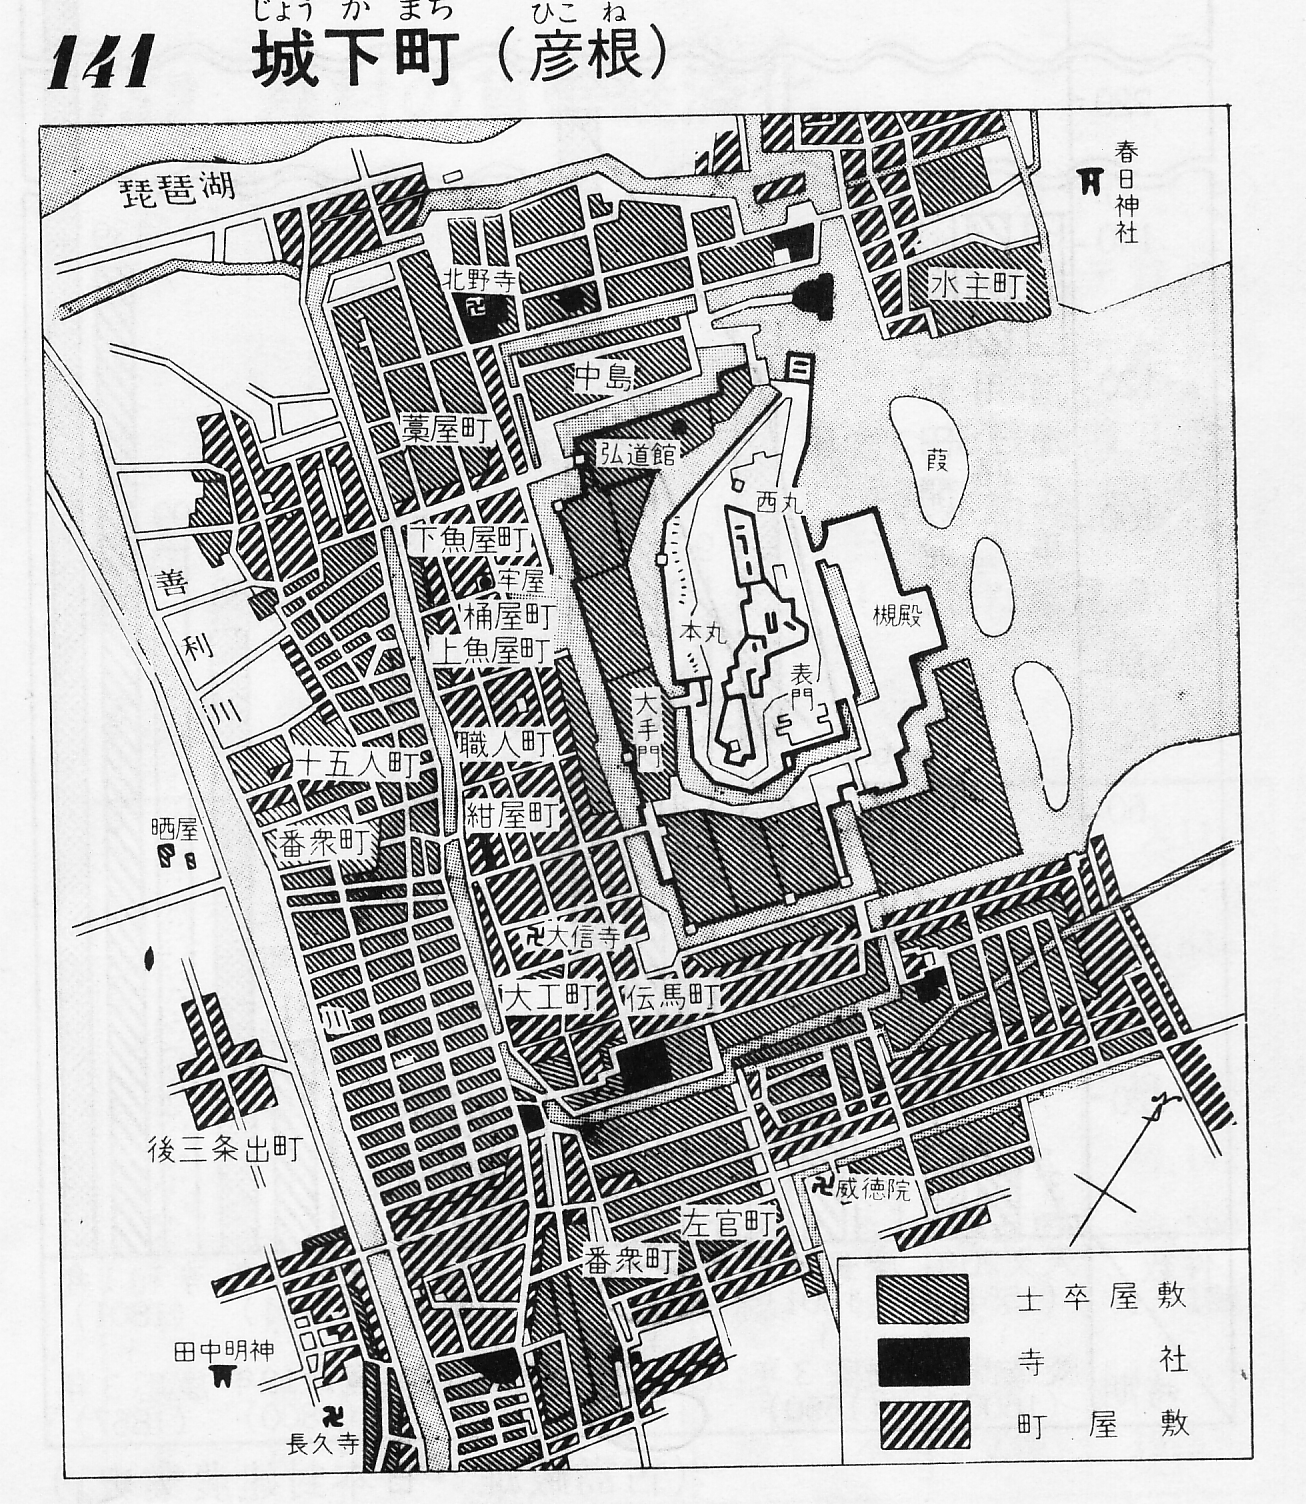 じょうかまち ひこね
141 城下町(彦根)
琵琶湖
春日神社
水主町
北野寺
中島
藁屋町
弘道館
葭
西丸
下魚屋町
善利川
牢屋
桶屋町
本丸
槻殿
上魚屋町
表門
大手門
職人町
十五人町
紺屋町
晒屋
番衆町
大信寺
大工町
伝馬町
後三条出町
威徳院
左官町
番衆町
田中明神
長久寺
士卒屋敷
寺社
町屋敷